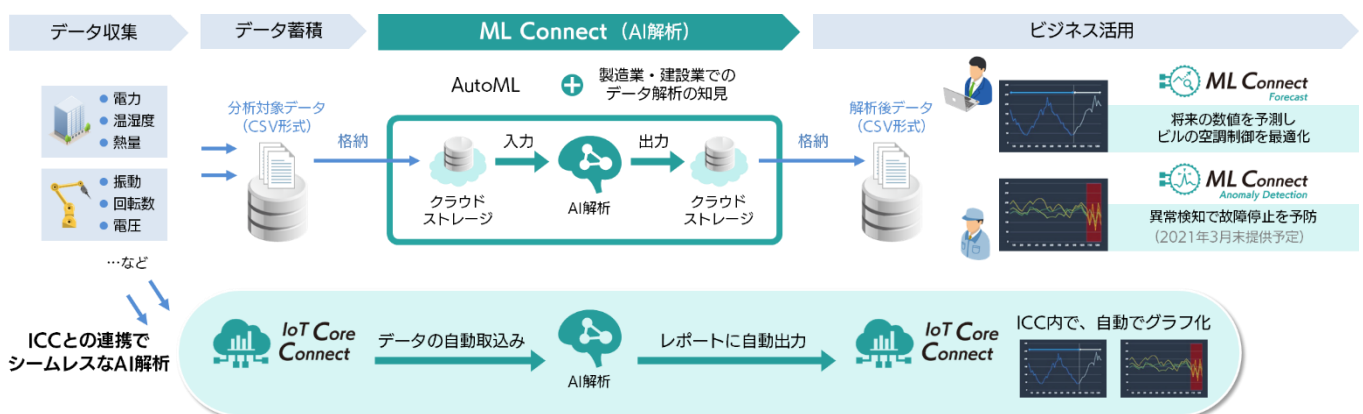 データ収集
データ蓄積
ML Connect（AI解析）
ビジネス活用
電力
温湿度
熱量
振動
回転数
電圧
…など
分析対象データ
（CSV形式）
格納
AutoML
製造業・建設業での
データ解析の知見
クラウド
ストレージ
入力
AI解析
出力
クラウド
ストレージ
格納
解析後データ
（CSV形式）
ML Connect
Forecast
将来の数値を予測し
ビルの空調制御を最適化
ML Connect
Anomaly Detection
異常検知で故障停止を予防
（2021年3月末提供予定）
ICCとの連携で
シームレスなAI解析
IoT Core
Connect
データの自動取込み
AI解析
レポートに自動出力
IoT Core
Connect
ICC内で、自動でグラフ化